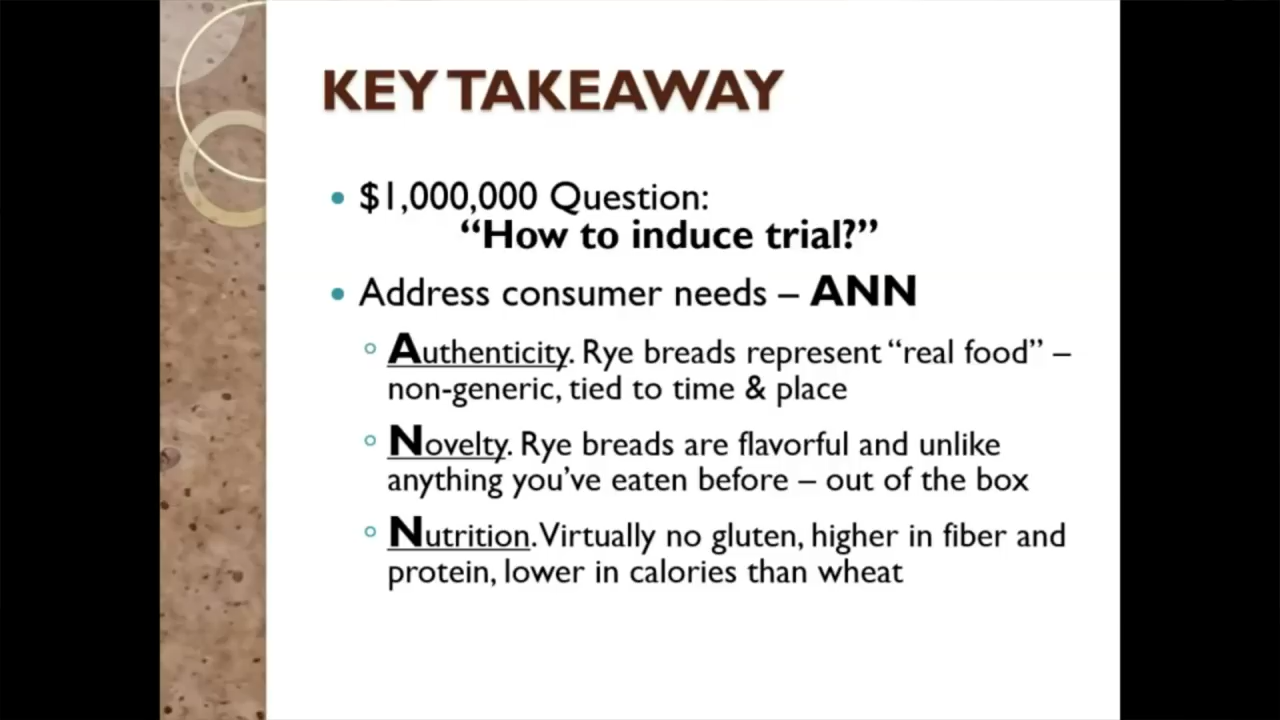 KEY TAKEAWAY
• $1,000,000 Question:
“How to induce trial?”
• Address consumer needs – ANN
◦ Authenticity. Rye breads represent “real food” –
non-generic, tied to time & place
◦ Novelty. Rye breads are flavorful and unlike
anything you’ve eaten before – out of the box
◦ Nutrition. Virtually no gluten, higher in fiber and
protein, lower in calories than wheat